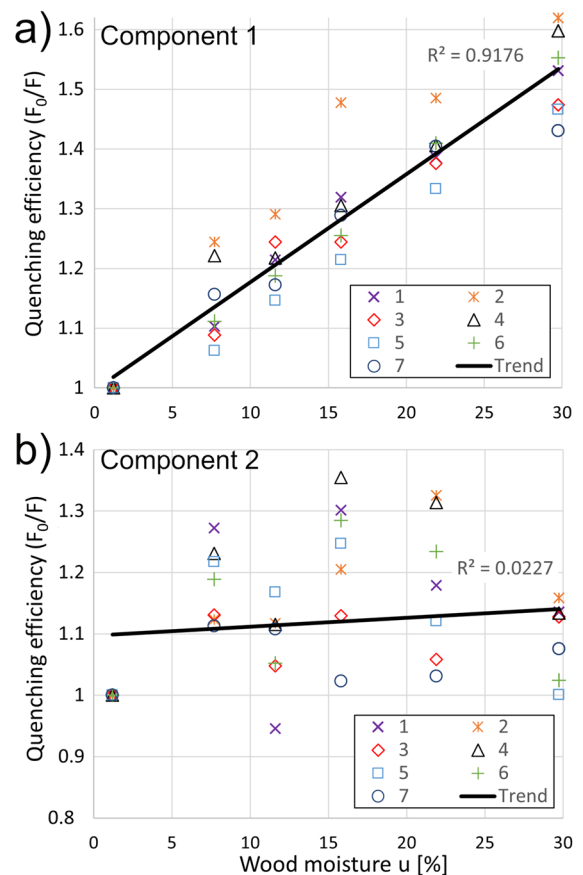 a) Component 1
Quenching efficiency (F₀/F)
1.6
1.5
1.4
1.3
1.2
1.1
1
R² = 0.9176
1 2
3 4
5 6
7 Trend
0 5 10 15 20 25 30
b) Component 2
Quenching efficiency (F₀/F)
1.4
1.3
1.2
1.1
1
0.9
0.8
R² = 0.0227
1 2
3 4
5 6
7 Trend
0 5 10 15 20 25 30
Wood moisture u [%]